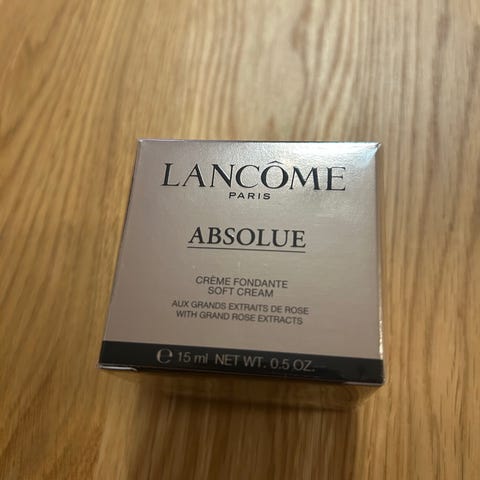 LANCÔME
PARIS
ABSOLUE
CRÈME FONDANTE
SOFT CREAM
AUX GRANDS EXTRAITS DE ROSE
WITH GRAND ROSE EXTRACTS
℮ 15 ml NET WT. 0.5 OZ.